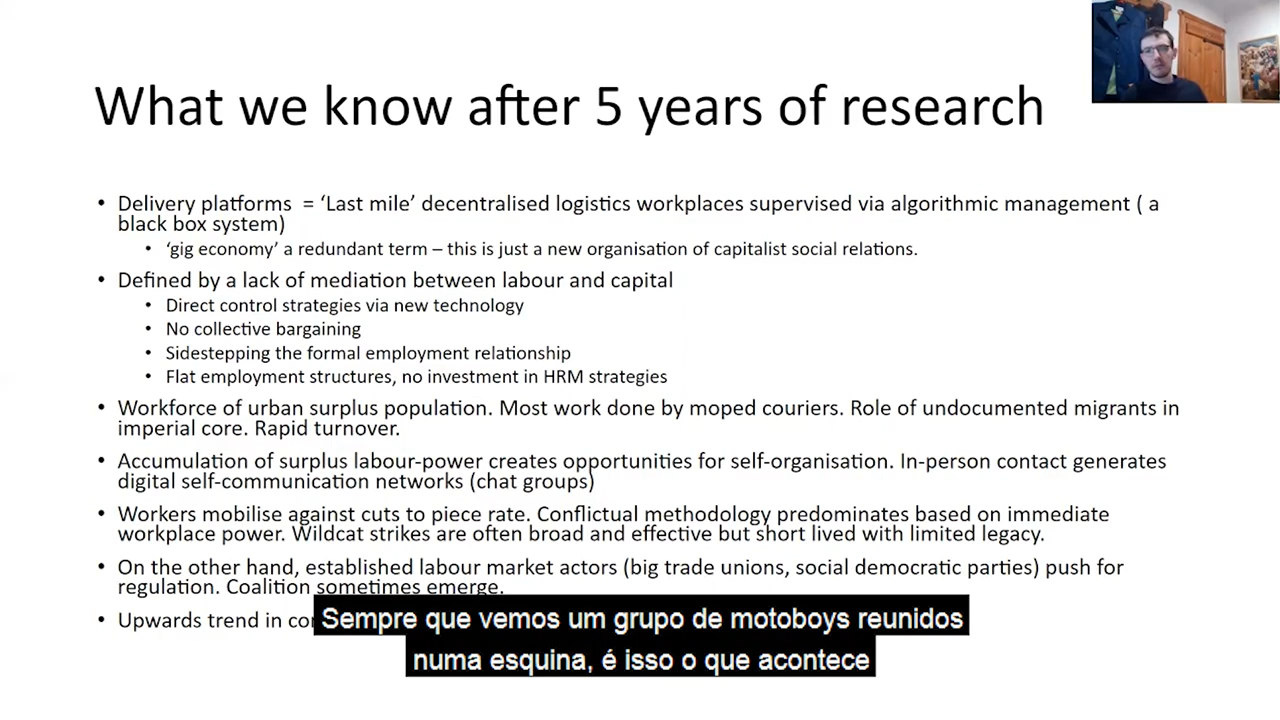 What we know after 5 years of research
• Delivery platforms = ‘Last mile’ decentralised logistics workplaces supervised via algorithmic management ( a
black box system)
• ‘gig economy’ a redundant term – this is just a new organisation of capitalist social relations.
• Defined by a lack of mediation between labour and capital
• Direct control strategies via new technology
• No collective bargaining
• Sidestepping the formal employment relationship
• Flat employment structures, no investment in HRM strategies
• Workforce of urban surplus population. Most work done by moped couriers. Role of undocumented migrants in
imperial core. Rapid turnover.
• Accumulation of surplus labour-power creates opportunities for self-organisation. In-person contact generates
digital self-communication networks (chat groups)
• Workers mobilise against cuts to piece rate. Conflictual methodology predominates based on immediate
workplace power. Wildcat strikes are often broad and effective but short lived with limited legacy.
• On the other hand, established labour market actors (big trade unions, social democratic parties) push for
regulation. Coalition sometimes emerge.
• Upwards trend in
Sempre que vemos um grupo de motoboys reunidos
numa esquina, é isso o que acontece